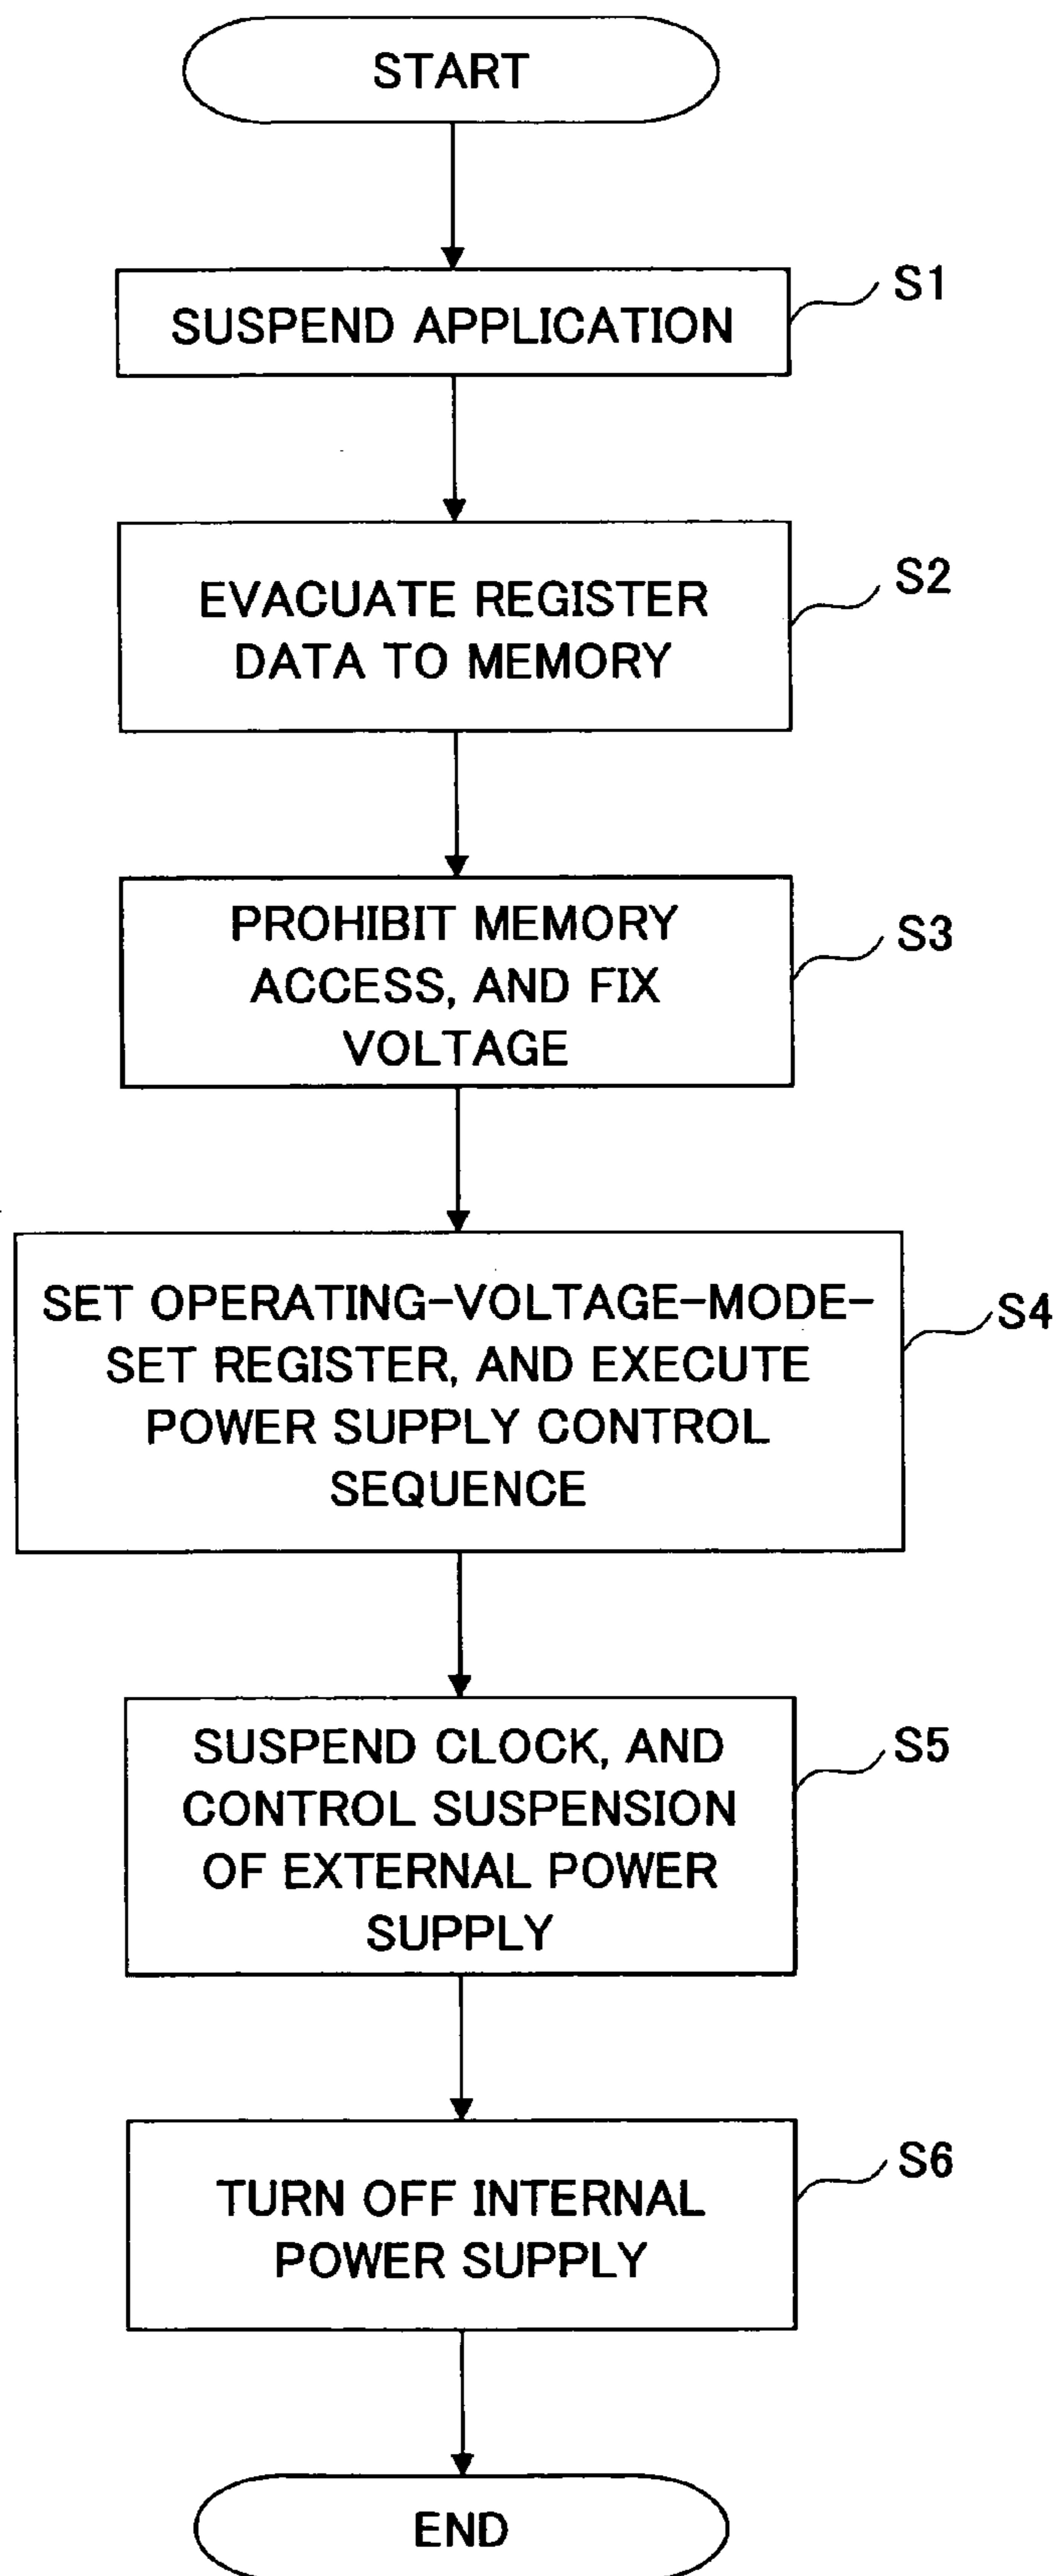 START
SUSPEND APPLICATION
S1
EVACUATE REGISTER
DATA TO MEMORY
S2
PROHIBIT MEMORY
ACCESS, AND FIX
VOLTAGE
S3
SET OPERATING-VOLTAGE-MODE-
SET REGISTER, AND EXECUTE
POWER SUPPLY CONTROL
SEQUENCE
S4
SUSPEND CLOCK, AND
CONTROL SUSPENSION
OF EXTERNAL POWER
SUPPLY
S5
TURN OFF INTERNAL
POWER SUPPLY
S6
END